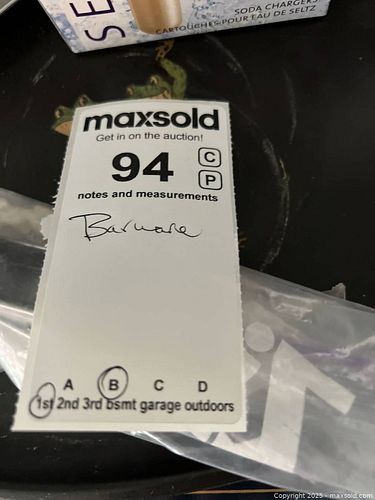 SE
SODA CHARGERS
CARTOUCHES POUR EAU DE SELTZ
maxsold
Get in on the auction!
94 C
P
notes and measurements
Barware
A B C D
1st 2nd 3rd bsmt garage outdoors
Copyright 2025 - maxsold.com